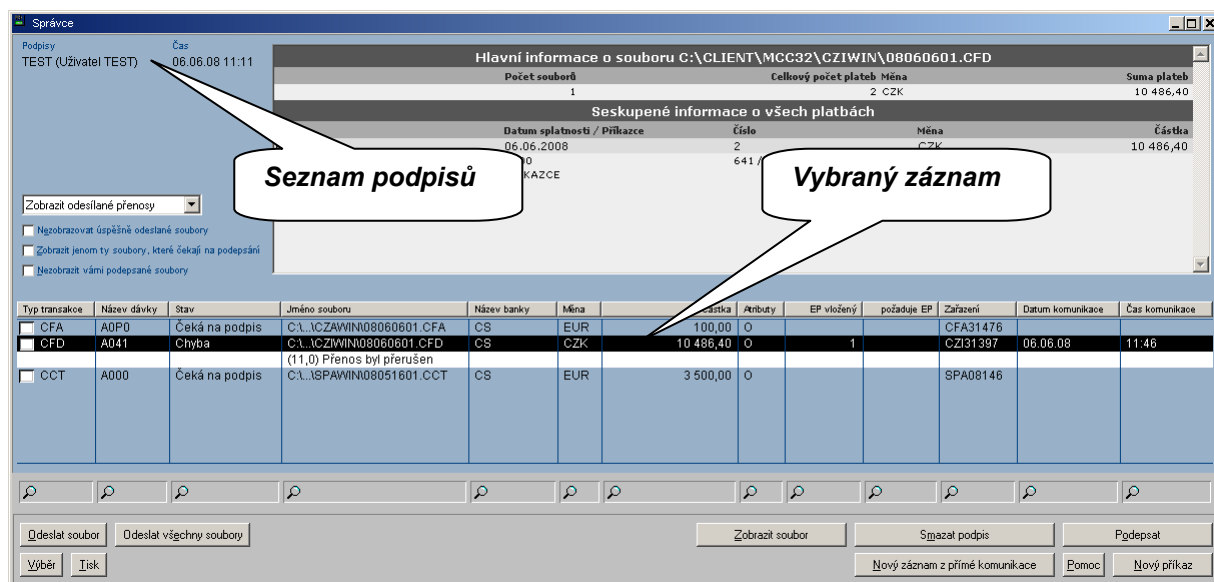 Správce
Podpisy Čas
TEST (Uživatel TEST) 06.06.08 11:11
Hlavní informace o souboru C:\CLIENT\MCC32\CZIWIN\08060601.CFD
Počet souborů Celkový počet plateb Měna Suma plateb
1 2 CZK 10 486,40
Seskupené informace o všech platbách
Datum splatnosti / Příkazce Číslo Měna Částka
06.06.2008 2 CZK 10 486,40
641 /
KAZCE
Seznam podpisů
Vybraný záznam
Zobrazit odesílané přenosy
Nezobrazovat úspěšně odeslané soubory
Zobrazit jenom ty soubory, které čekají na podepsání
Nezobrazit vámi podepsané soubory
Typ transakce Název dávky Stav Jméno souboru Název banky Měna Částka Atributy EP vložený požaduje EP Zařazení Datum komunikace Čas komunikace
CFA A0P0 Čeká na podpis C:\...\CZAWIN\08060601.CFA CS EUR 100,00 O CFA31476
CFD A041 Chyba C:\...\CZIWIN\08060601.CFD CS CZK 10 486,40 O 1 CZI31397 06.06.08 11:46
(11,0) Přenos byl přerušen
CCT A000 Čeká na podpis C:\...\SPAWIN\08051601.CCT CS EUR 3 500,00 O SPA08146
Odeslat soubor Odeslat všechny soubory Zobrazit soubor Smazat podpis Podepsat
Výběr Tisk Nový záznam z přímé komunikace Pomoc Nový příkaz